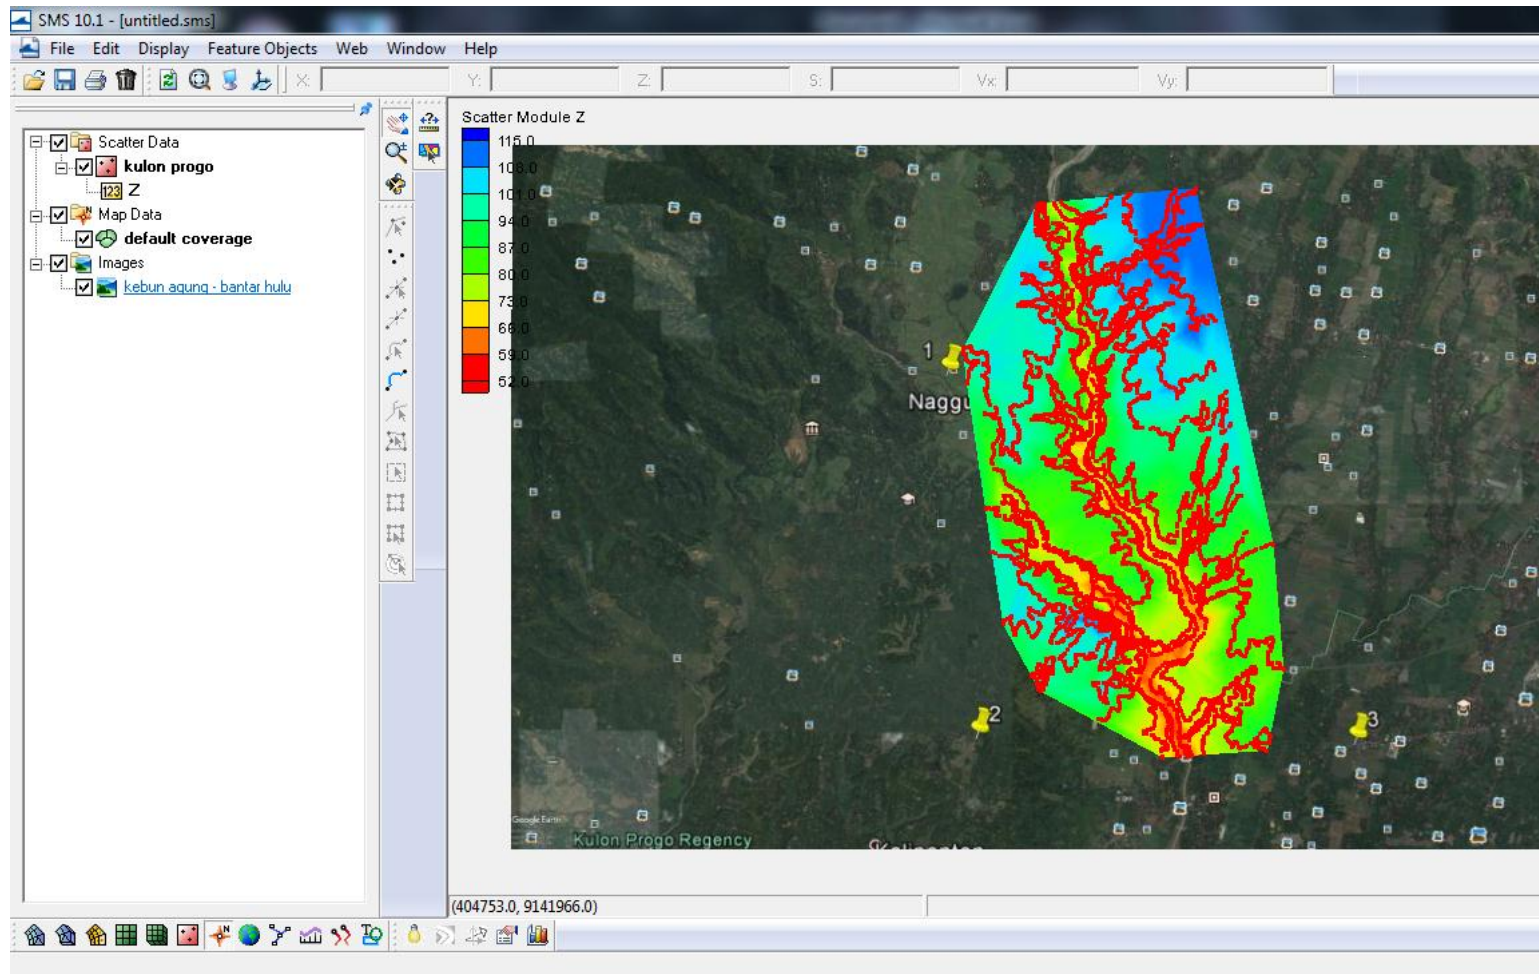 SMS 10.1 - [untitled.sms]
File Edit Display Feature Objects Web Window Help
X: Y: Z: S: Vx: Vy:
Scatter Data
kulon progo
123 Z
Map Data
default coverage
Images
kebun agung - bantar hulu
Scatter Module Z
115.0
108.0
101.0
94.0
87.0
80.0
73.0
66.0
59.0
52.0
1
Naggu
2
3
Google Earth
Kulon Progo Regency
(404753.0, 9141966.0)